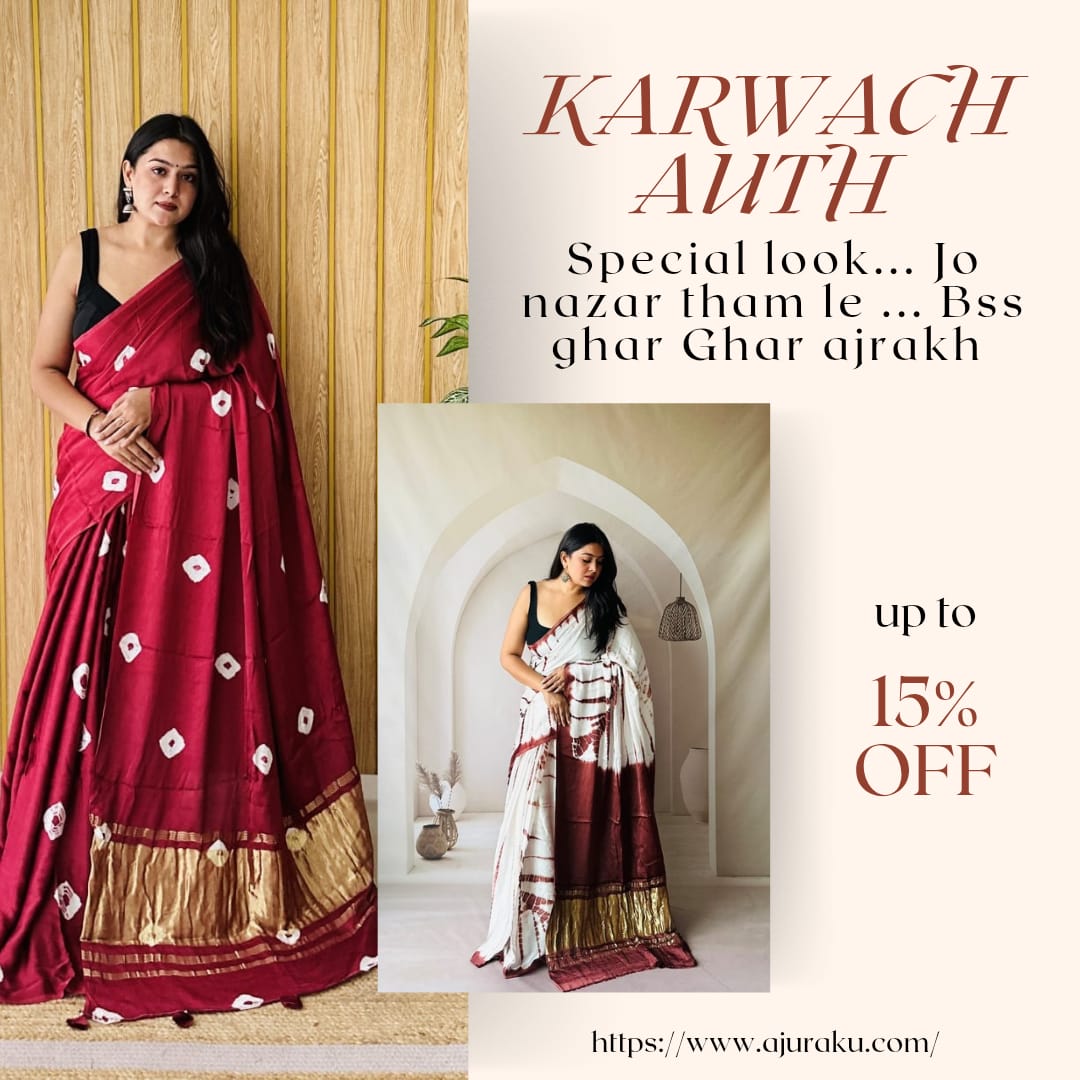 KARWACH
AUTH
Special look... Jo
nazar tham le ... Bss
ghar Ghar ajrakh
up to
15%
OFF
https://www.ajuraku.com/